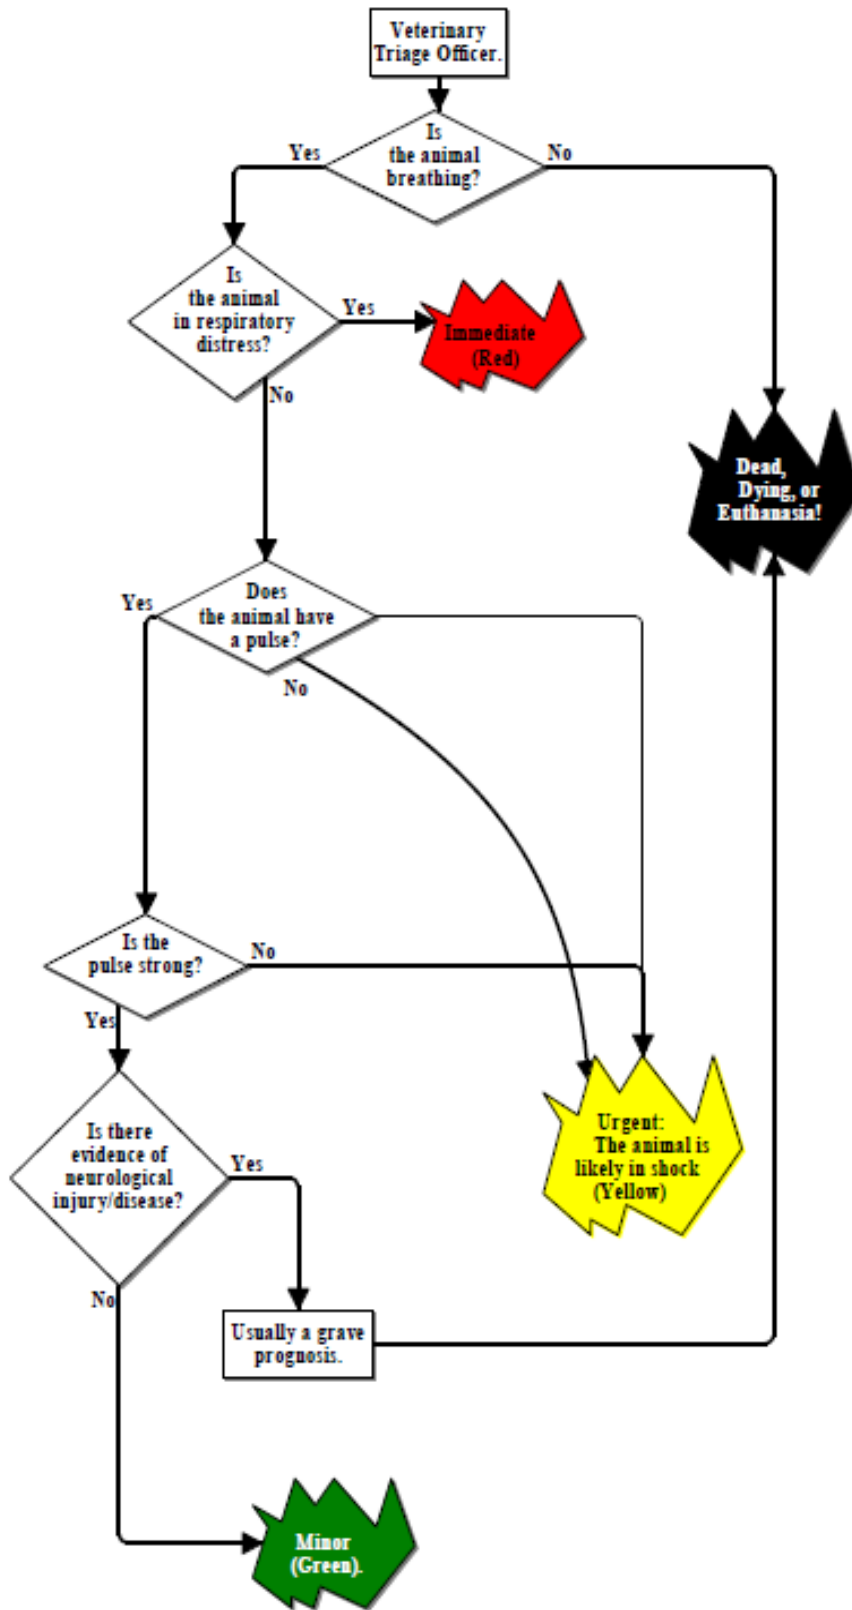 Veterinary
Triage Officer.
Is
the animal
breathing?
Yes
No
Is
the animal
in respiratory
distress?
Yes
No
Immediate
(Red)
Dead,
Dying, or
Euthanasia!
Does
the animal have
a pulse?
Yes
No
Is the
pulse strong?
No
Yes
Urgent:
The animal is
likely in shock
(Yellow)
Is there
evidence of
neurological
injury/disease?
Yes
No
Usually a grave
prognosis.
Minor
(Green).